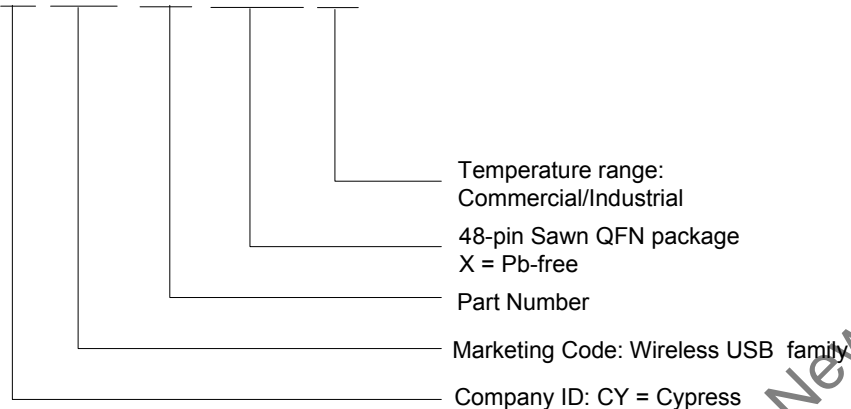 Temperature range:
Commercial/Industrial
48-pin Sawn QFN package
X = Pb-free
Part Number
Marketing Code: Wireless USB family
Company ID: CY = Cypress
New